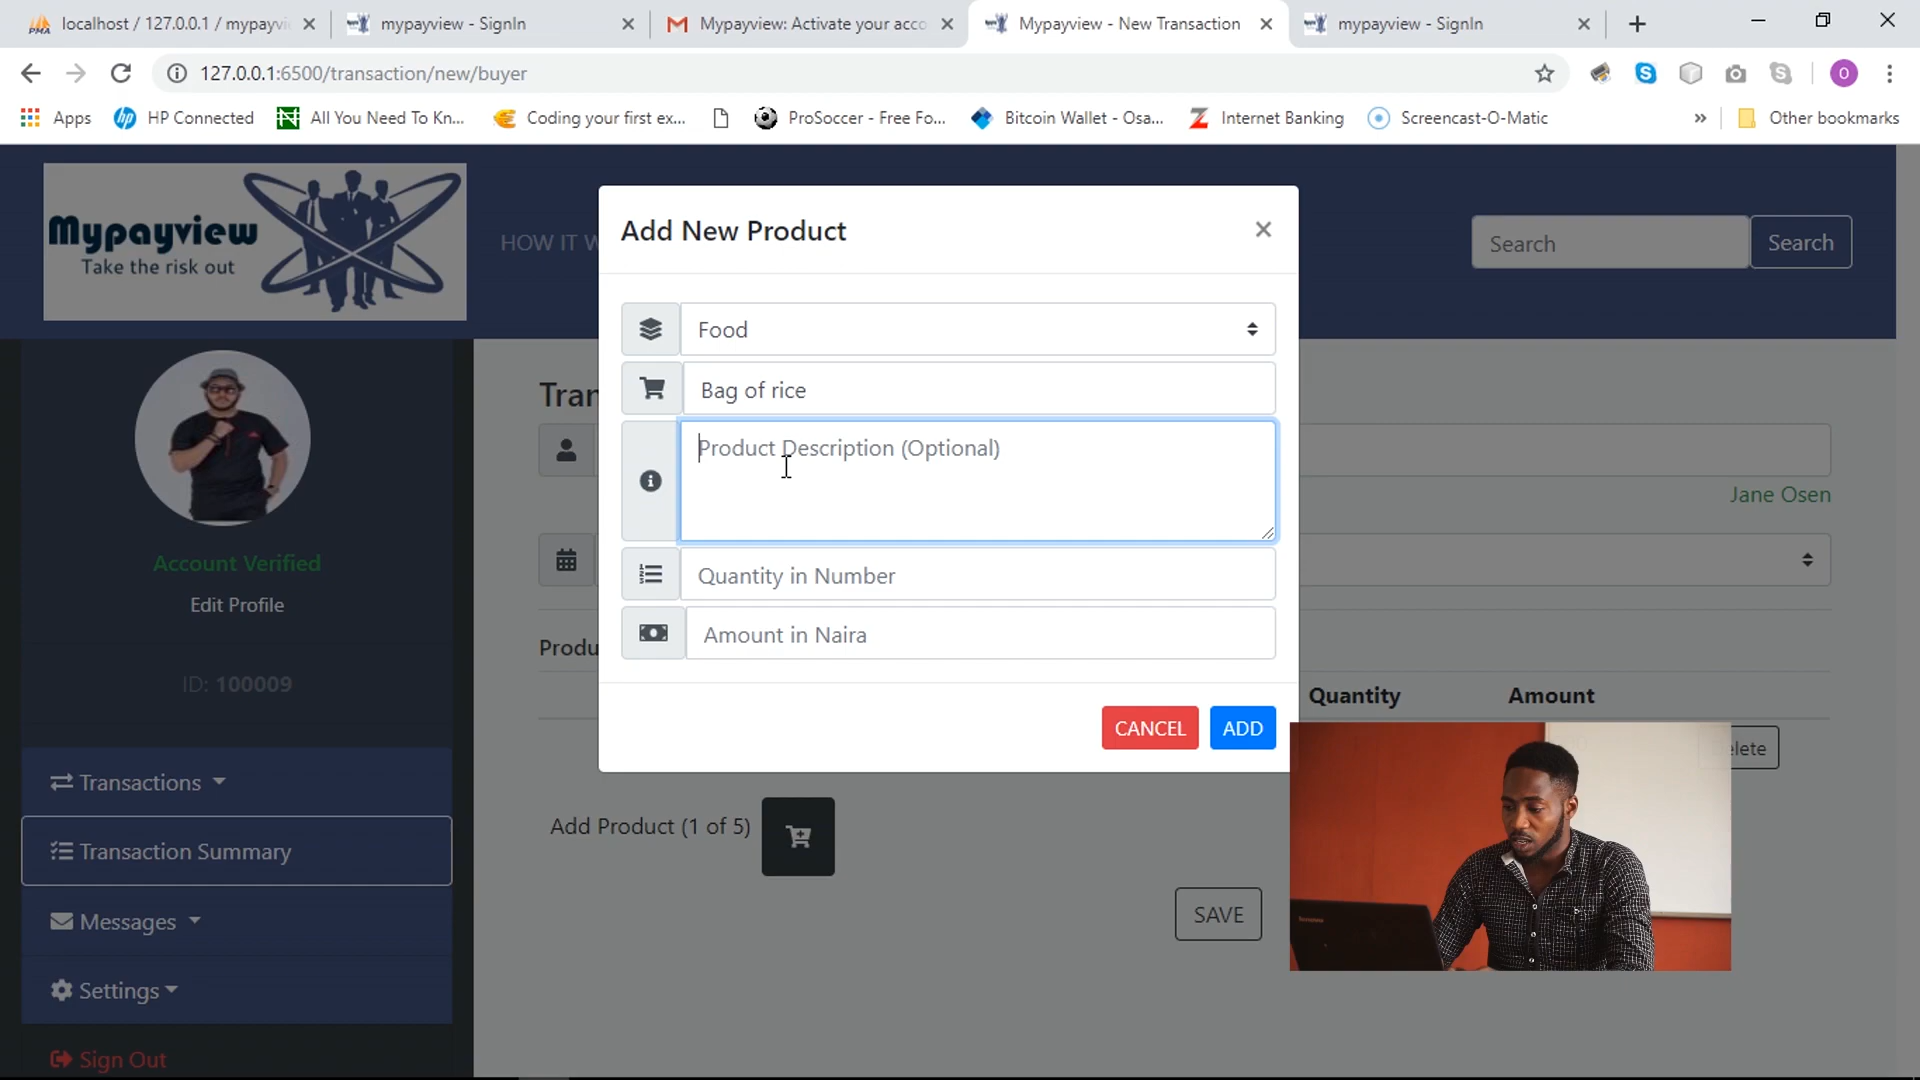 localhost / 127.0.0.1 / mypayvi
mypayview - SignIn
Mypayview: Activate your acco
Mypayview - New Transaction
mypayview - SignIn
127.0.0.1:6500/transaction/new/buyer
O
Apps
HP Connected
All You Need To Kn...
Coding your first ex...
ProSoccer - Free Fo...
Bitcoin Wallet - Osa...
Internet Banking
Screencast-O-Matic
»
Other bookmarks
Mypayview
Take the risk out
HOW IT W
Search
Search
Add New Product
×
Food
Bag of rice
Product Description (Optional)
Quantity in Number
Amount in Naira
CANCEL
ADD
Tran
Jane Osen
Account Verified
Edit Profile
ID: 100009
Produ
Quantity
Amount
elete
Add Product (1 of 5)
SAVE
Transactions
Transaction Summary
Messages
Settings
Sign Out